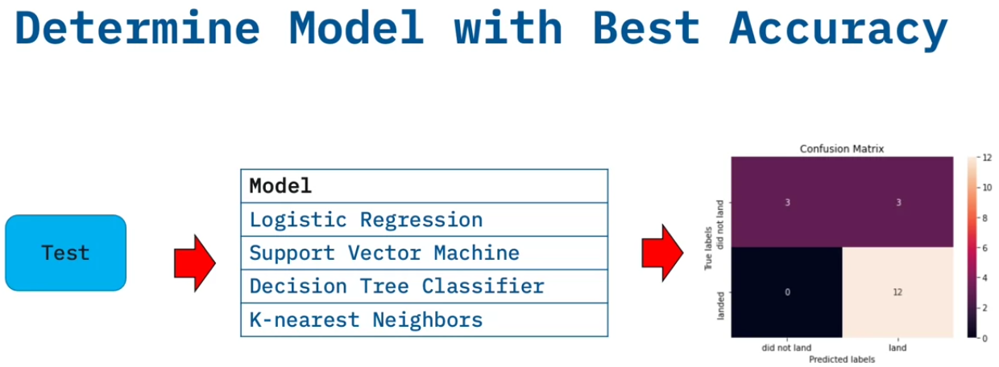 Determine Model with Best Accuracy
Test
Model
Logistic Regression
Support Vector Machine
Decision Tree Classifier
K-nearest Neighbors
Confusion Matrix
True labels
did not land
landed
3
3
0
12
did not land
land
Predicted labels
12
10
8
6
4
2
0